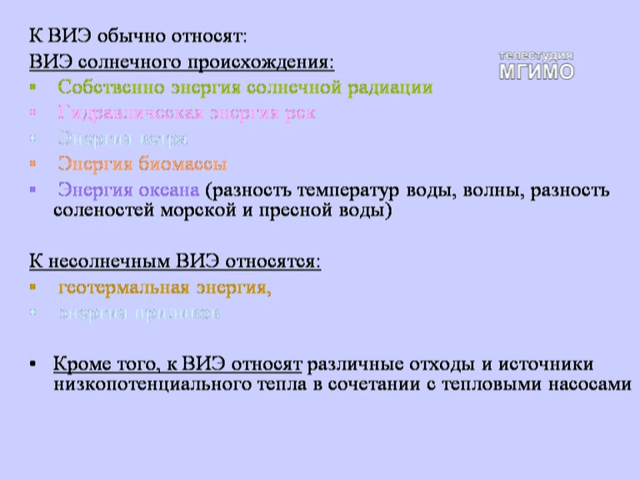 К ВИЭ обычно относят:
ВИЭ солнечного происхождения:
телестудия
МГИМО
▪ Собственно энергия солнечной радиации
▪ Гидравлическая энергия рек
▪ Энергия ветра
▪ Энергия биомассы
▪ Энергия океана (разность температур воды, волны, разность
соленостей морской и пресной воды)
К несолнечным ВИЭ относятся:
▪ геотермальная энергия,
▪ энергия приливов
▪ Кроме того, к ВИЭ относят различные отходы и источники
низкопотенциального тепла в сочетании с тепловыми насосами